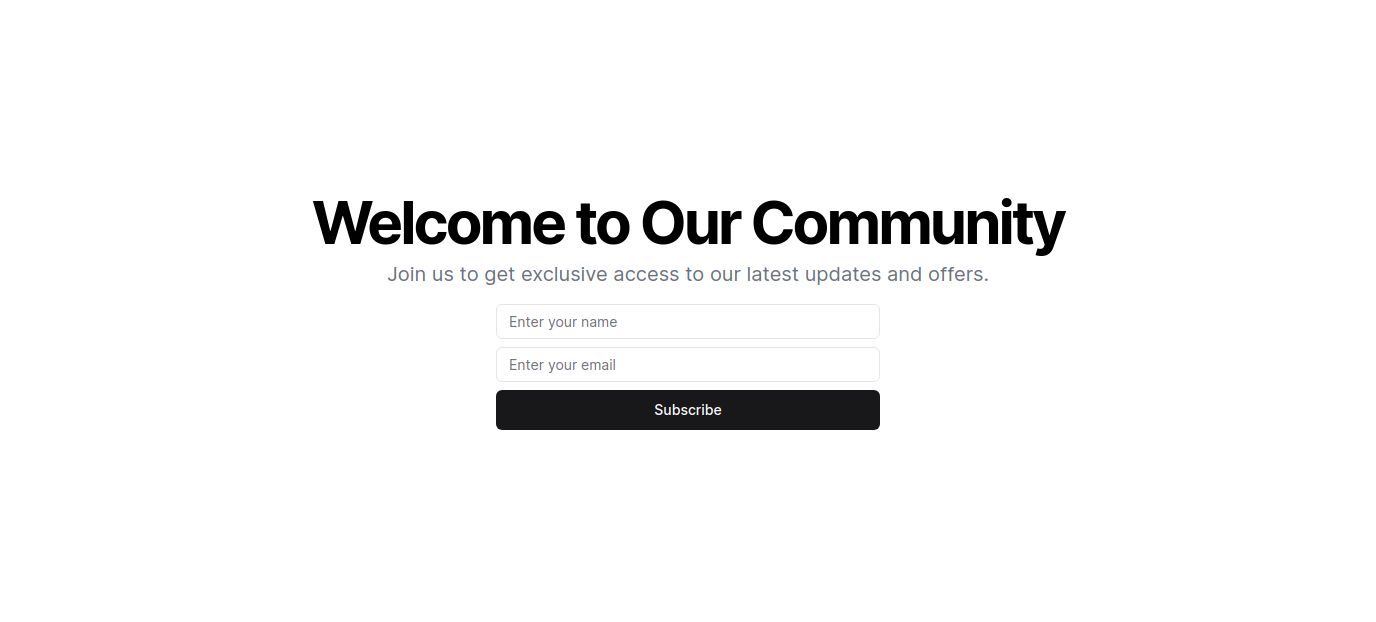 Welcome to Our Community
Join us to get exclusive access to our latest updates and offers.
Enter your name
Enter your email
Subscribe